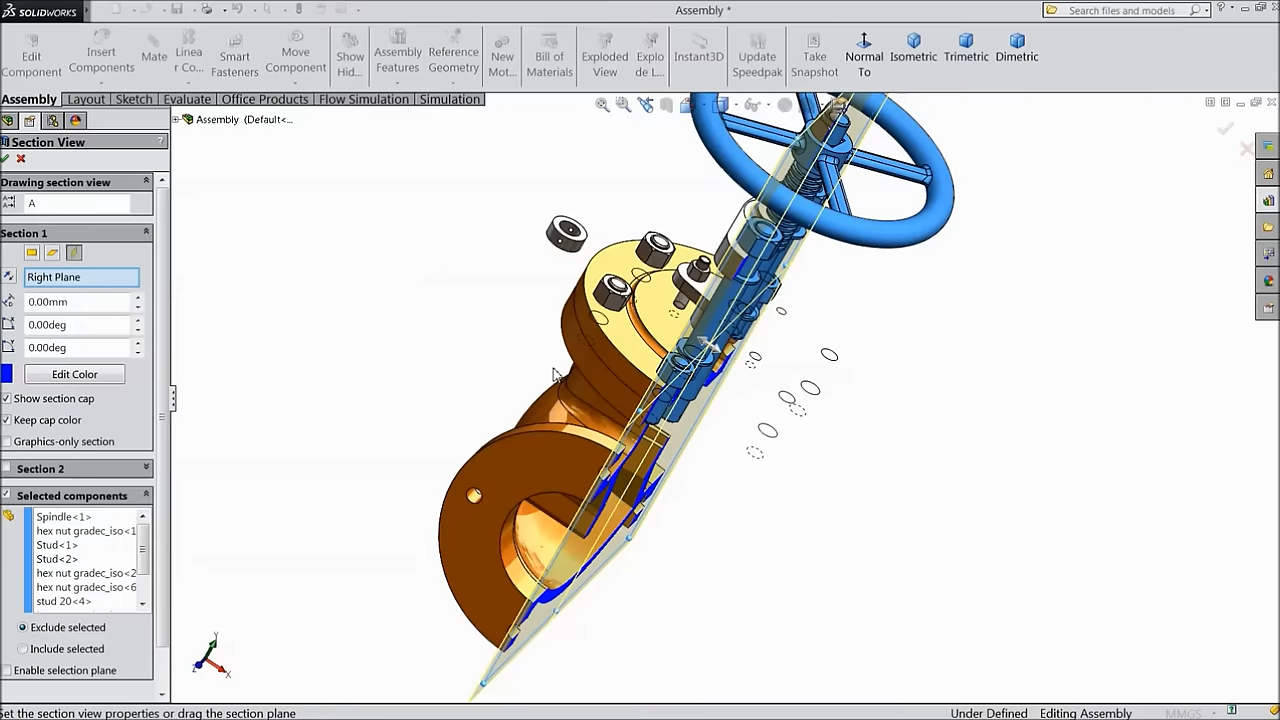 SOLIDWORKS
Assembly *
Search files and models
Edit
Component
Insert
Components
Mate
Linea
r Co...
Smart
Fasteners
Move
Component
Show
Hid...
Assembly
Features
Reference
Geometry
New
Mot...
Bill of
Materials
Exploded
View
Explo
de L...
Instant3D
Update
Speedpak
Take
Snapshot
Normal
To
Isometric
Trimetric
Dimetric
Assembly
Layout
Sketch
Evaluate
Office Products
Flow Simulation
Simulation
Assembly (Default<...
Section View
?
Drawing section view
A
Section 1
Right Plane
0.00mm
0.00deg
0.00deg
Edit Color
Show section cap
Keep cap color
Graphics-only section
Section 2
Selected components
Spindle<1>
hex nut gradec_iso<1
Stud<1>
Stud<2>
hex nut gradec_iso<2
hex nut gradec_iso<6
stud 20<4>
Exclude selected
Include selected
Enable selection plane
Y
X
Z
Set the section view properties or drag the section plane
Under Defined
Editing Assembly
MMGS